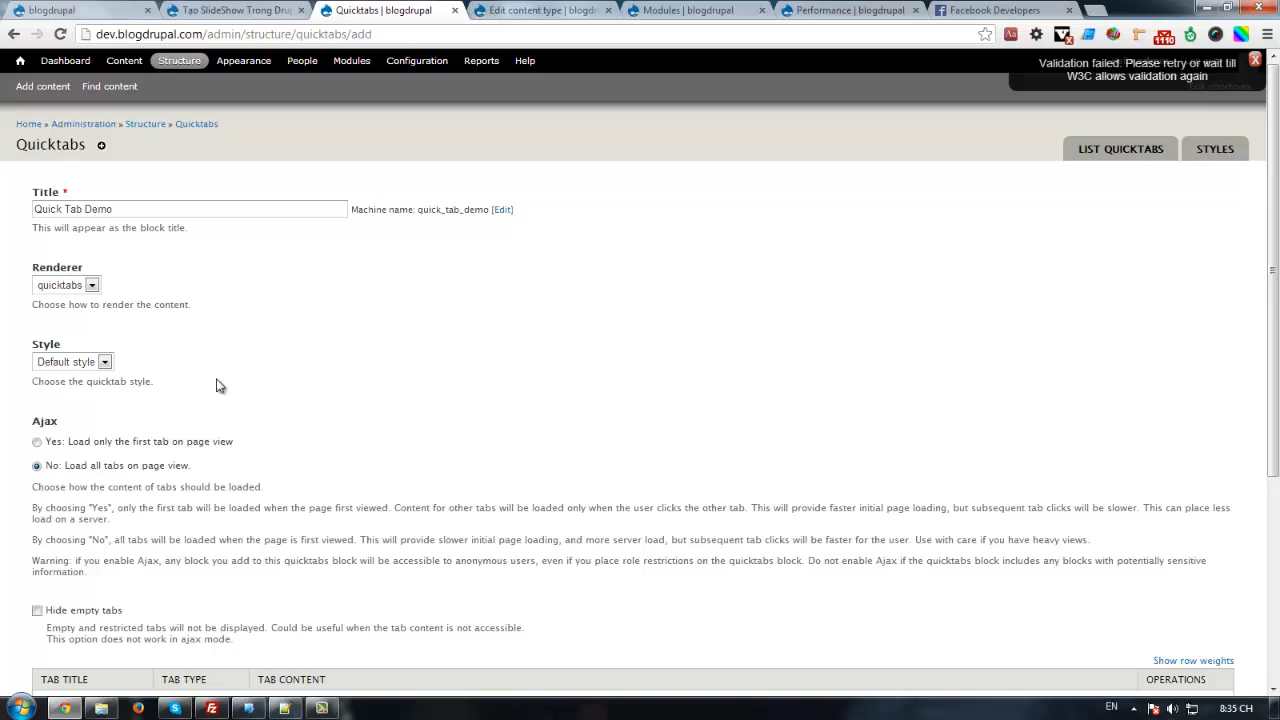 blogdrupal
Tao SlideShow Trong Dru
Quicktabs | blogdrupal
Edit content type | blogdru
Modules | blogdrupal
Performance | blogdrupal
Facebook Developers
dev.blogdrupal.com/admin/structure/quicktabs/add
1110
Dashboard Content Structure Appearance People Modules Configuration Reports Help
Validation failed. Please retry or wait till
W3C allows validation again
Add content Find content
Home » Administration » Structure » Quicktabs
Quicktabs
LIST QUICKTABS STYLES
Title *
Quick Tab Demo Machine name: quick_tab_demo [Edit]
This will appear as the block title.
Renderer
quicktabs
Choose how to render the content.
Style
Default style
Choose the quicktab style.
Ajax
Yes: Load only the first tab on page view
No: Load all tabs on page view.
Choose how the content of tabs should be loaded.
By choosing "Yes", only the first tab will be loaded when the page first viewed. Content for other tabs will be loaded only when the user clicks the other tab. This will provide faster initial page loading, but subsequent tab clicks will be slower. This can place less
load on a server.
By choosing "No", all tabs will be loaded when the page is first viewed. This will provide slower initial page loading, and more server load, but subsequent tab clicks will be faster for the user. Use with care if you have heavy views.
Warning: if you enable Ajax, any block you add to this quicktabs block will be accessible to anonymous users, even if you place role restrictions on the quicktabs block. Do not enable Ajax if the quicktabs block includes any blocks with potentially sensitive
information.
Hide empty tabs
Empty and restricted tabs will not be displayed. Could be useful when the tab content is not accessible.
This option does not work in ajax mode.
Show row weights
TAB TITLE TAB TYPE TAB CONTENT OPERATIONS
EN 8:35 CH